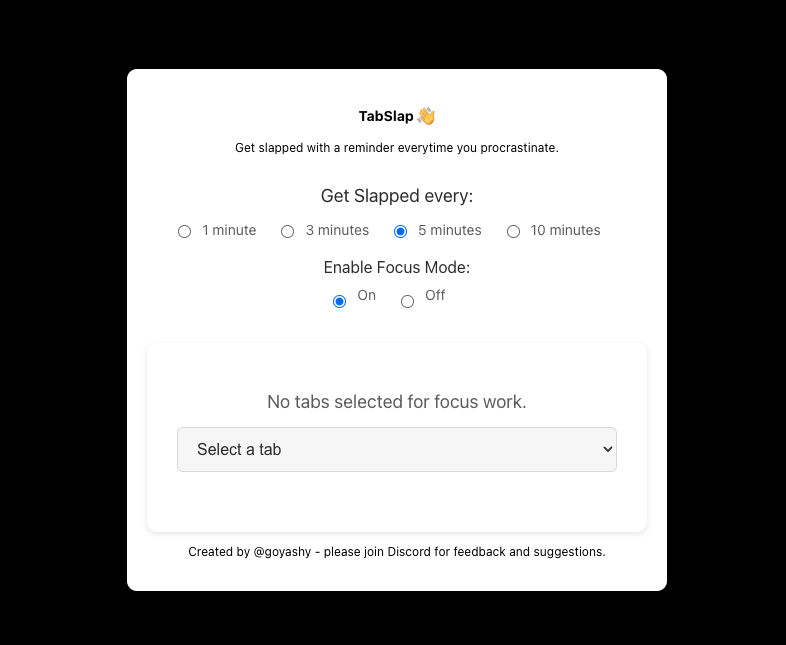 TabSlap 👋
Get slapped with a reminder everytime you procrastinate.
Get Slapped every:
1 minute 3 minutes 5 minutes 10 minutes
Enable Focus Mode:
On Off
No tabs selected for focus work.
Select a tab
Created by @goyashy - please join Discord for feedback and suggestions.